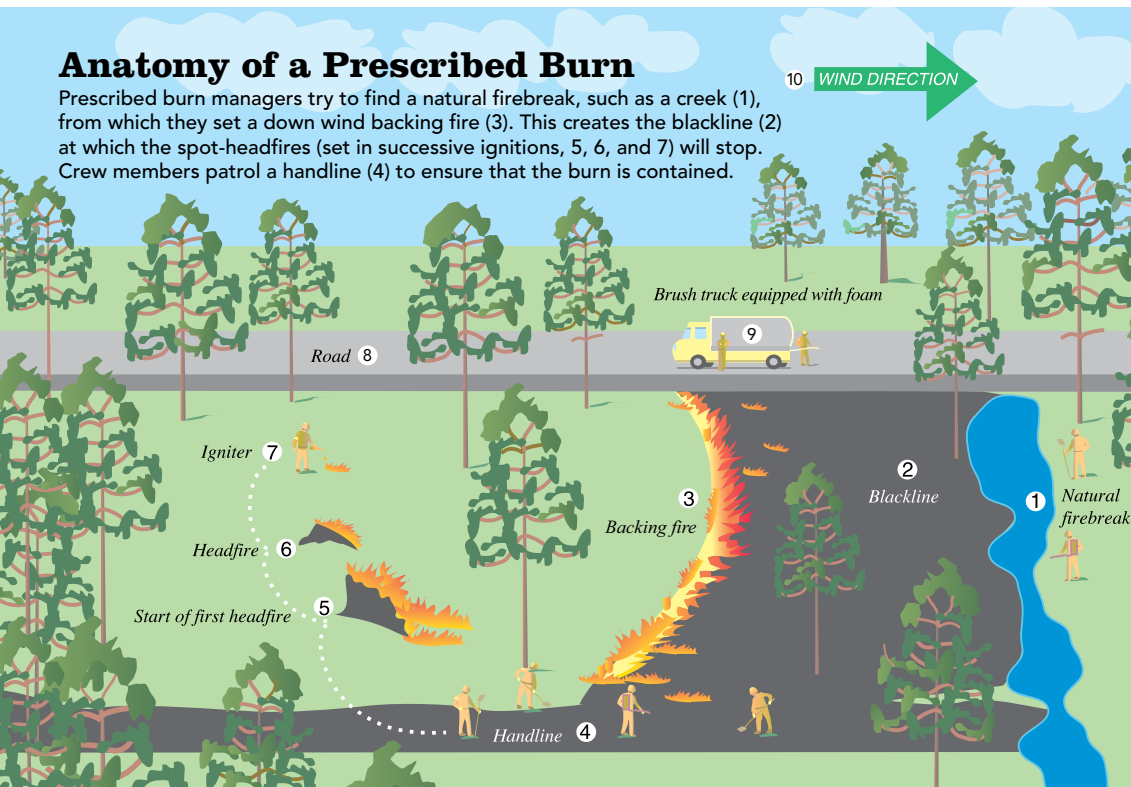 Anatomy of a Prescribed Burn
Prescribed burn managers try to find a natural firebreak, such as a creek (1),
from which they set a down wind backing fire (3). This creates the blackline (2)
at which the spot-headfires (set in successive ignitions, 5, 6, and 7) will stop.
Crew members patrol a handline (4) to ensure that the burn is contained.
10 WIND DIRECTION
Brush truck equipped with foam
9
Road 8
Igniter 7
2
Blackline
3
Backing fire
1 Natural
firebreak
Headfire 6
5
Start of first headfire
Handline 4